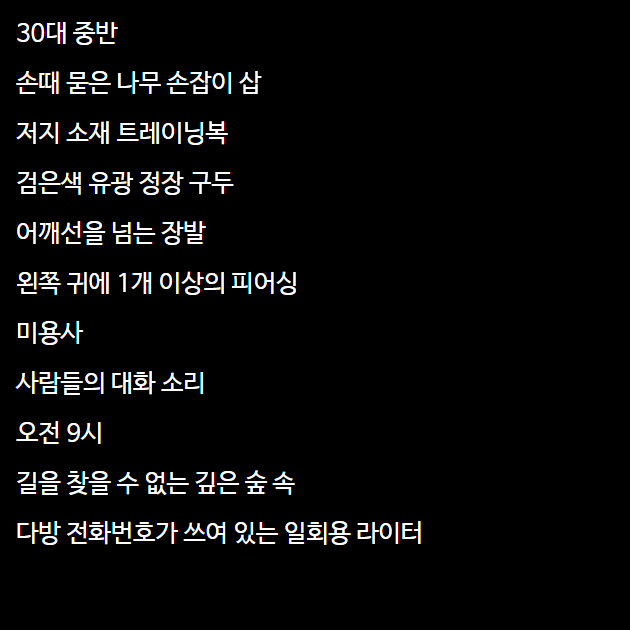 30대 중반
손때 묻은 나무 손잡이 삽
저지 소재 트레이닝복
검은색 유광 정장 구두
어깨선을 넘는 장발
왼쪽 귀에 1개 이상의 피어싱
미용사
사람들의 대화 소리
오전 9시
길을 찾을 수 없는 깊은 숲 속
다방 전화번호가 쓰여 있는 일회용 라이터